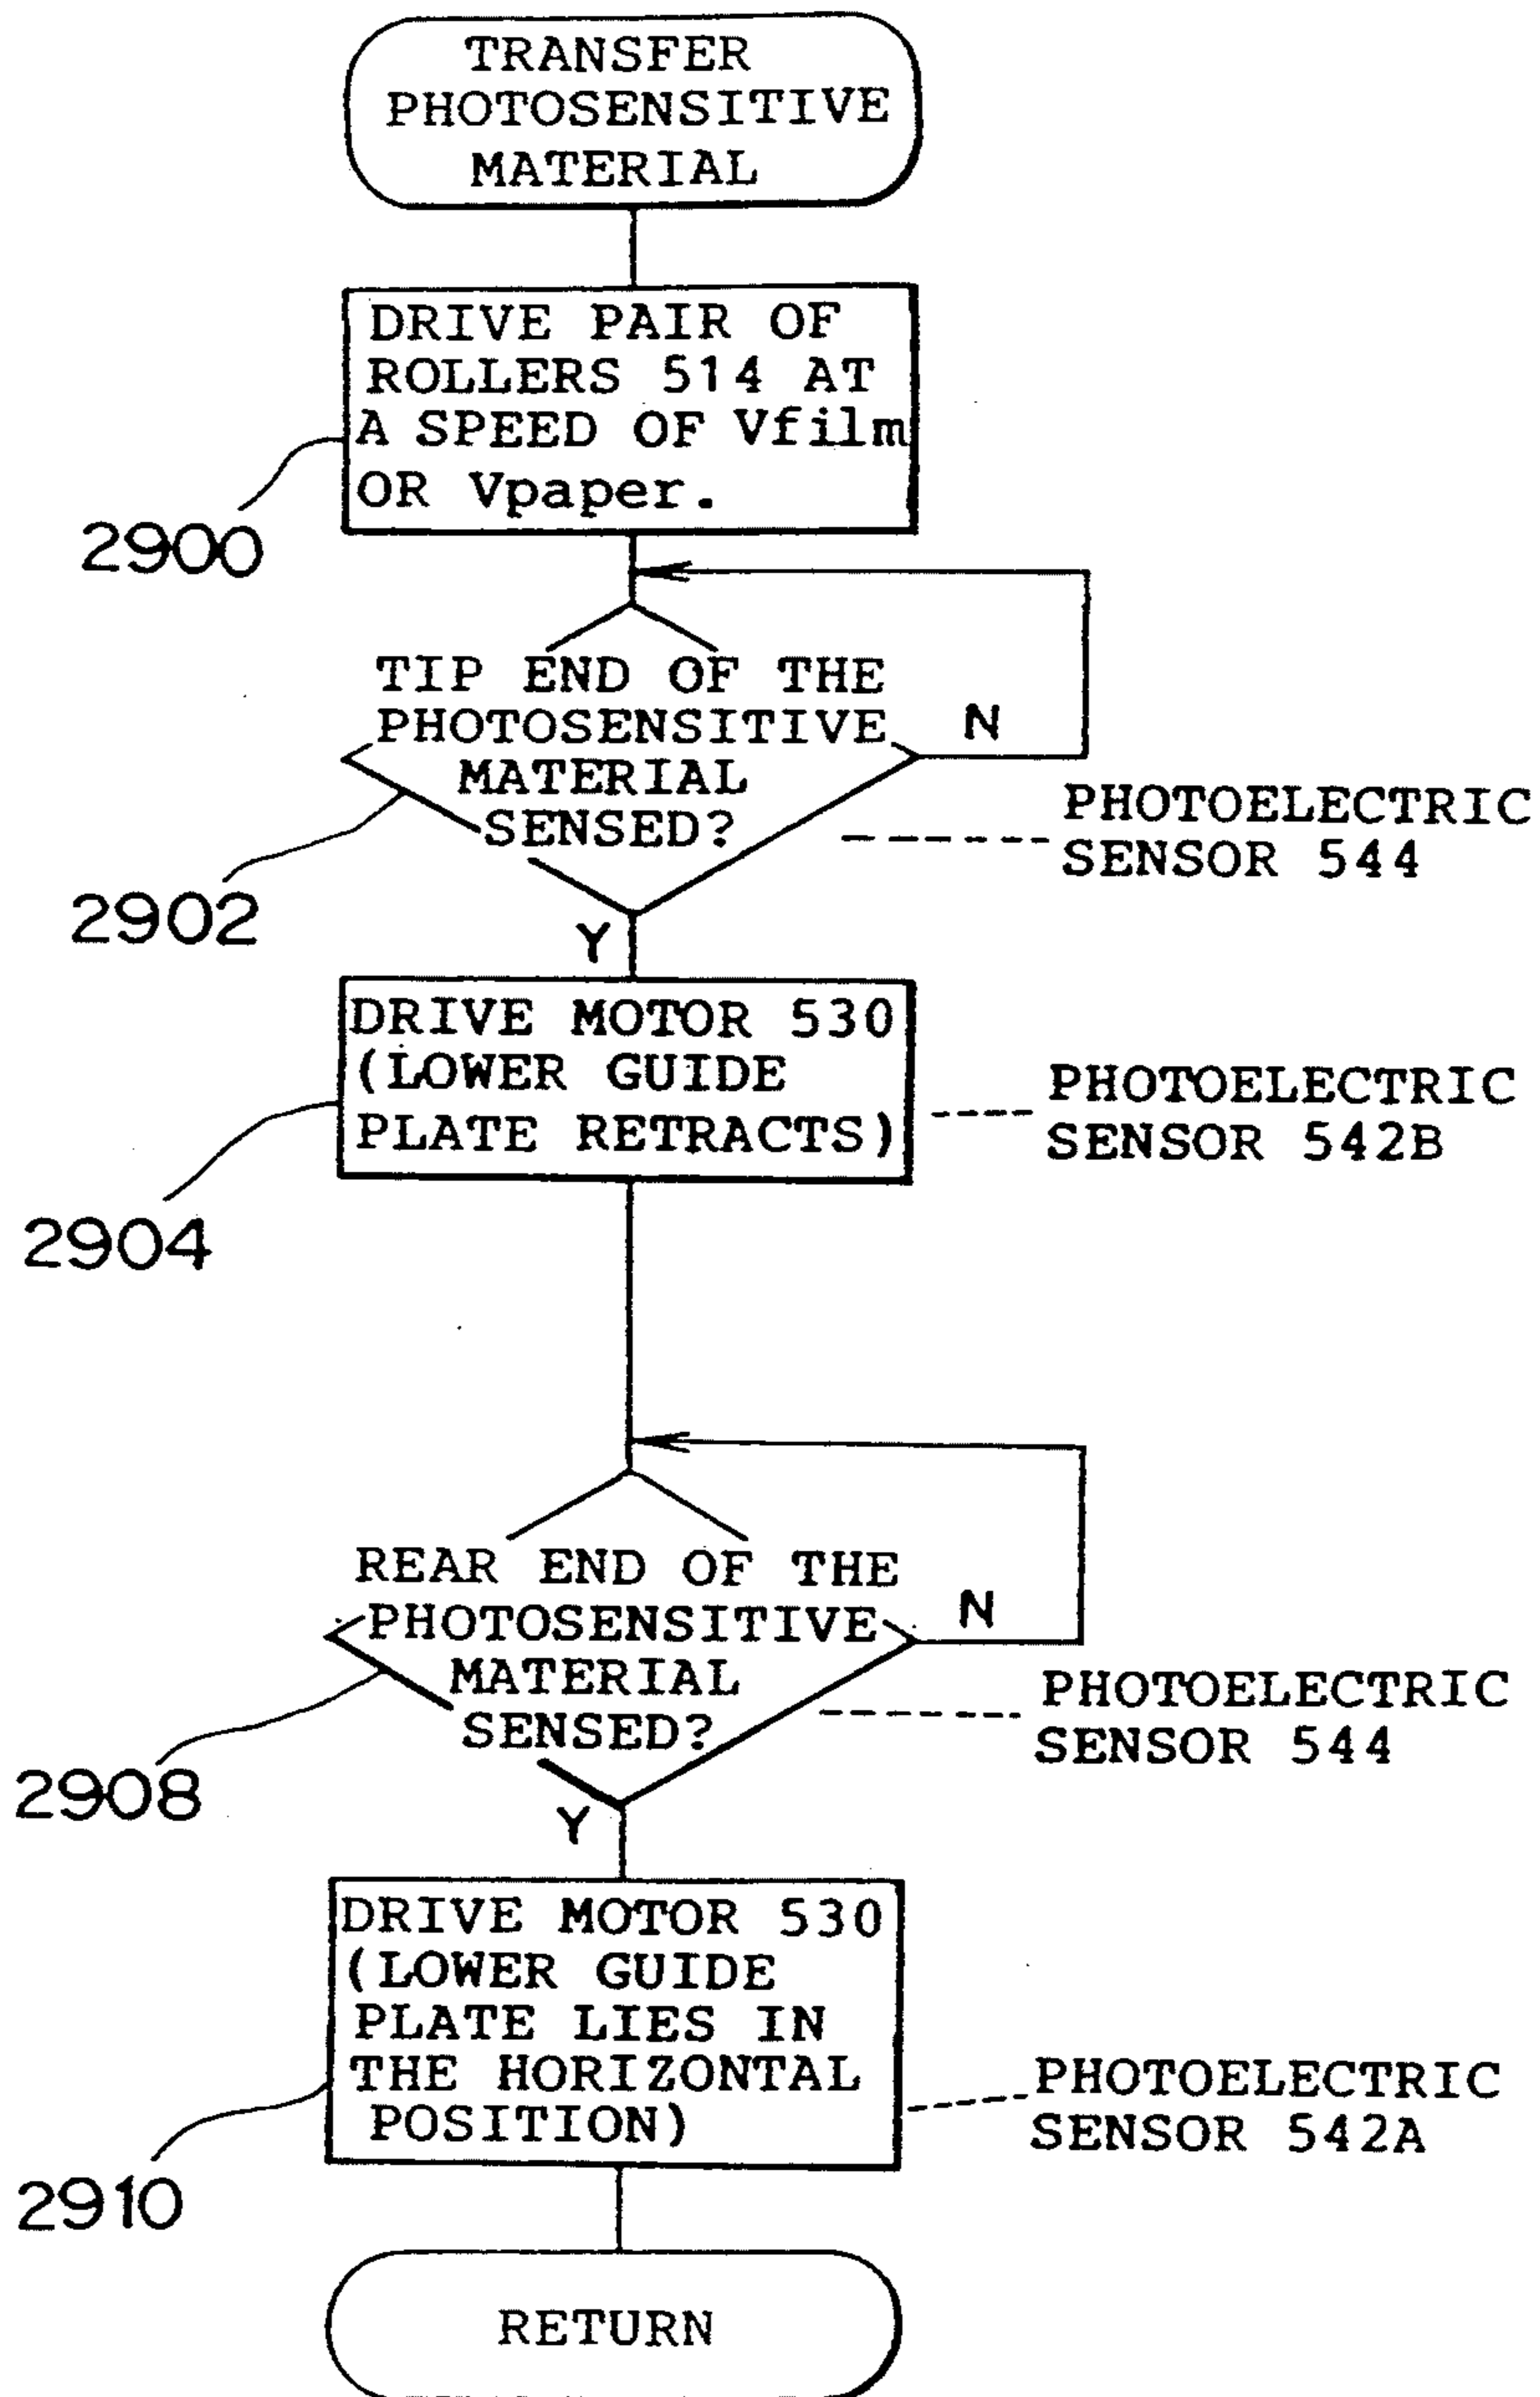 TRANSFER
PHOTOSENSITIVE
MATERIAL
DRIVE PAIR OF
ROLLERS 514 AT
A SPEED OF Vfilm
OR Vpaper.
2900
TIP END OF THE
PHOTOSENSITIVE
MATERIAL
SENSED?
N
PHOTOELECTRIC
SENSOR 544
2902
Y
DRIVE MOTOR 530
(LOWER GUIDE
PLATE RETRACTS)
PHOTOELECTRIC
SENSOR 542B
2904
REAR END OF THE
PHOTOSENSITIVE
MATERIAL
SENSED?
N
PHOTOELECTRIC
SENSOR 544
2908
Y
DRIVE MOTOR 530
(LOWER GUIDE
PLATE LIES IN
THE HORIZONTAL
POSITION)
PHOTOELECTRIC
SENSOR 542A
2910
RETURN